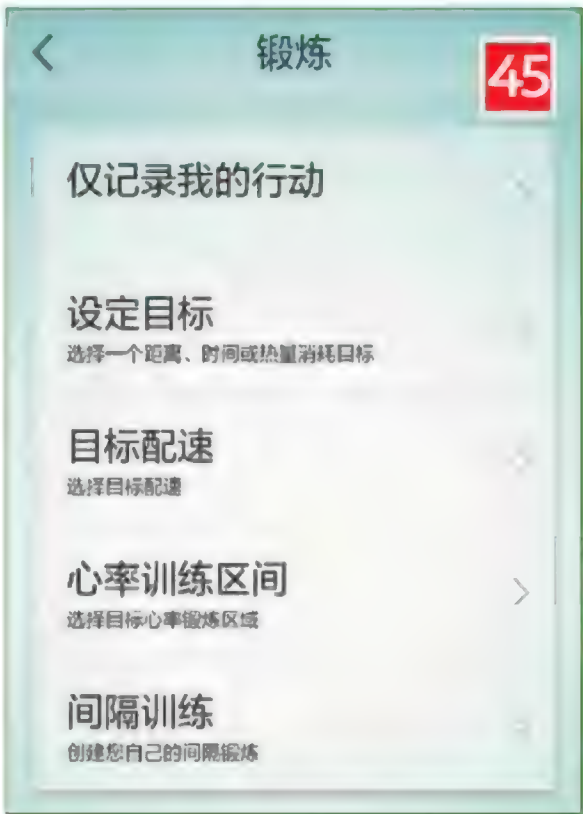 锻炼
45
仅记录我的行动
设定目标
选择一个距离、时间或热量消耗目标
目标配速
选择目标配速
心率训练区间
选择目标心率锻炼区域
间隔训练
创建您自己的间隔锻炼